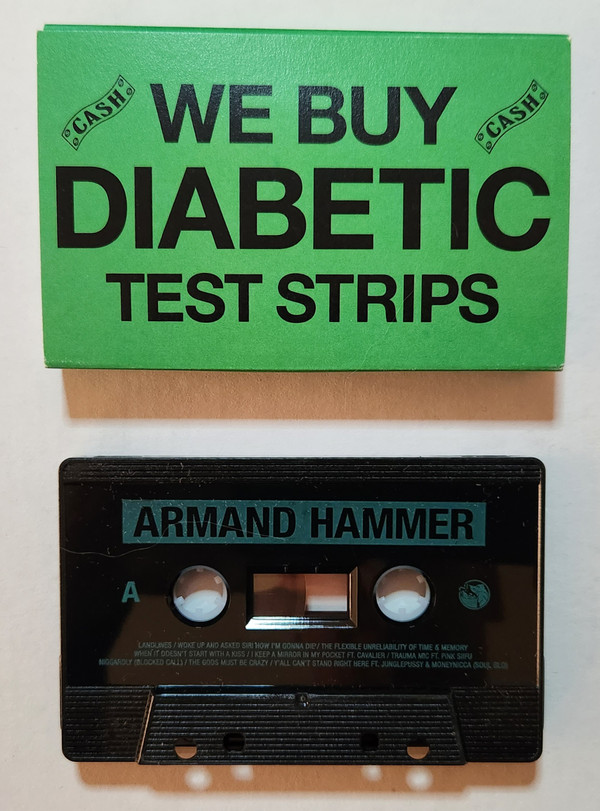 CASH
WE BUY
CASH
DIABETIC
TEST STRIPS
ARMAND HAMMER
A
LANDLINES / WOKE UP AND ASKED SIRI HOW I'M GONNA DIE / THE FLEXIBLE UNRELIABILITY OF TIME & MEMORY
WHEN IT DOESN'T START WITH A KISS / I KEEP A MIRROR IN MY POCKET FT. CAVALIER / TRAUMA MIC FT. PINK SIIFU
(BLOCKED CALL) / THE GODS MUST BE CRAZY / Y'ALL CAN'T STAND RIGHT HERE FT. JUNGLEPUSSY & MONEYNICCA (SOUL GLO)